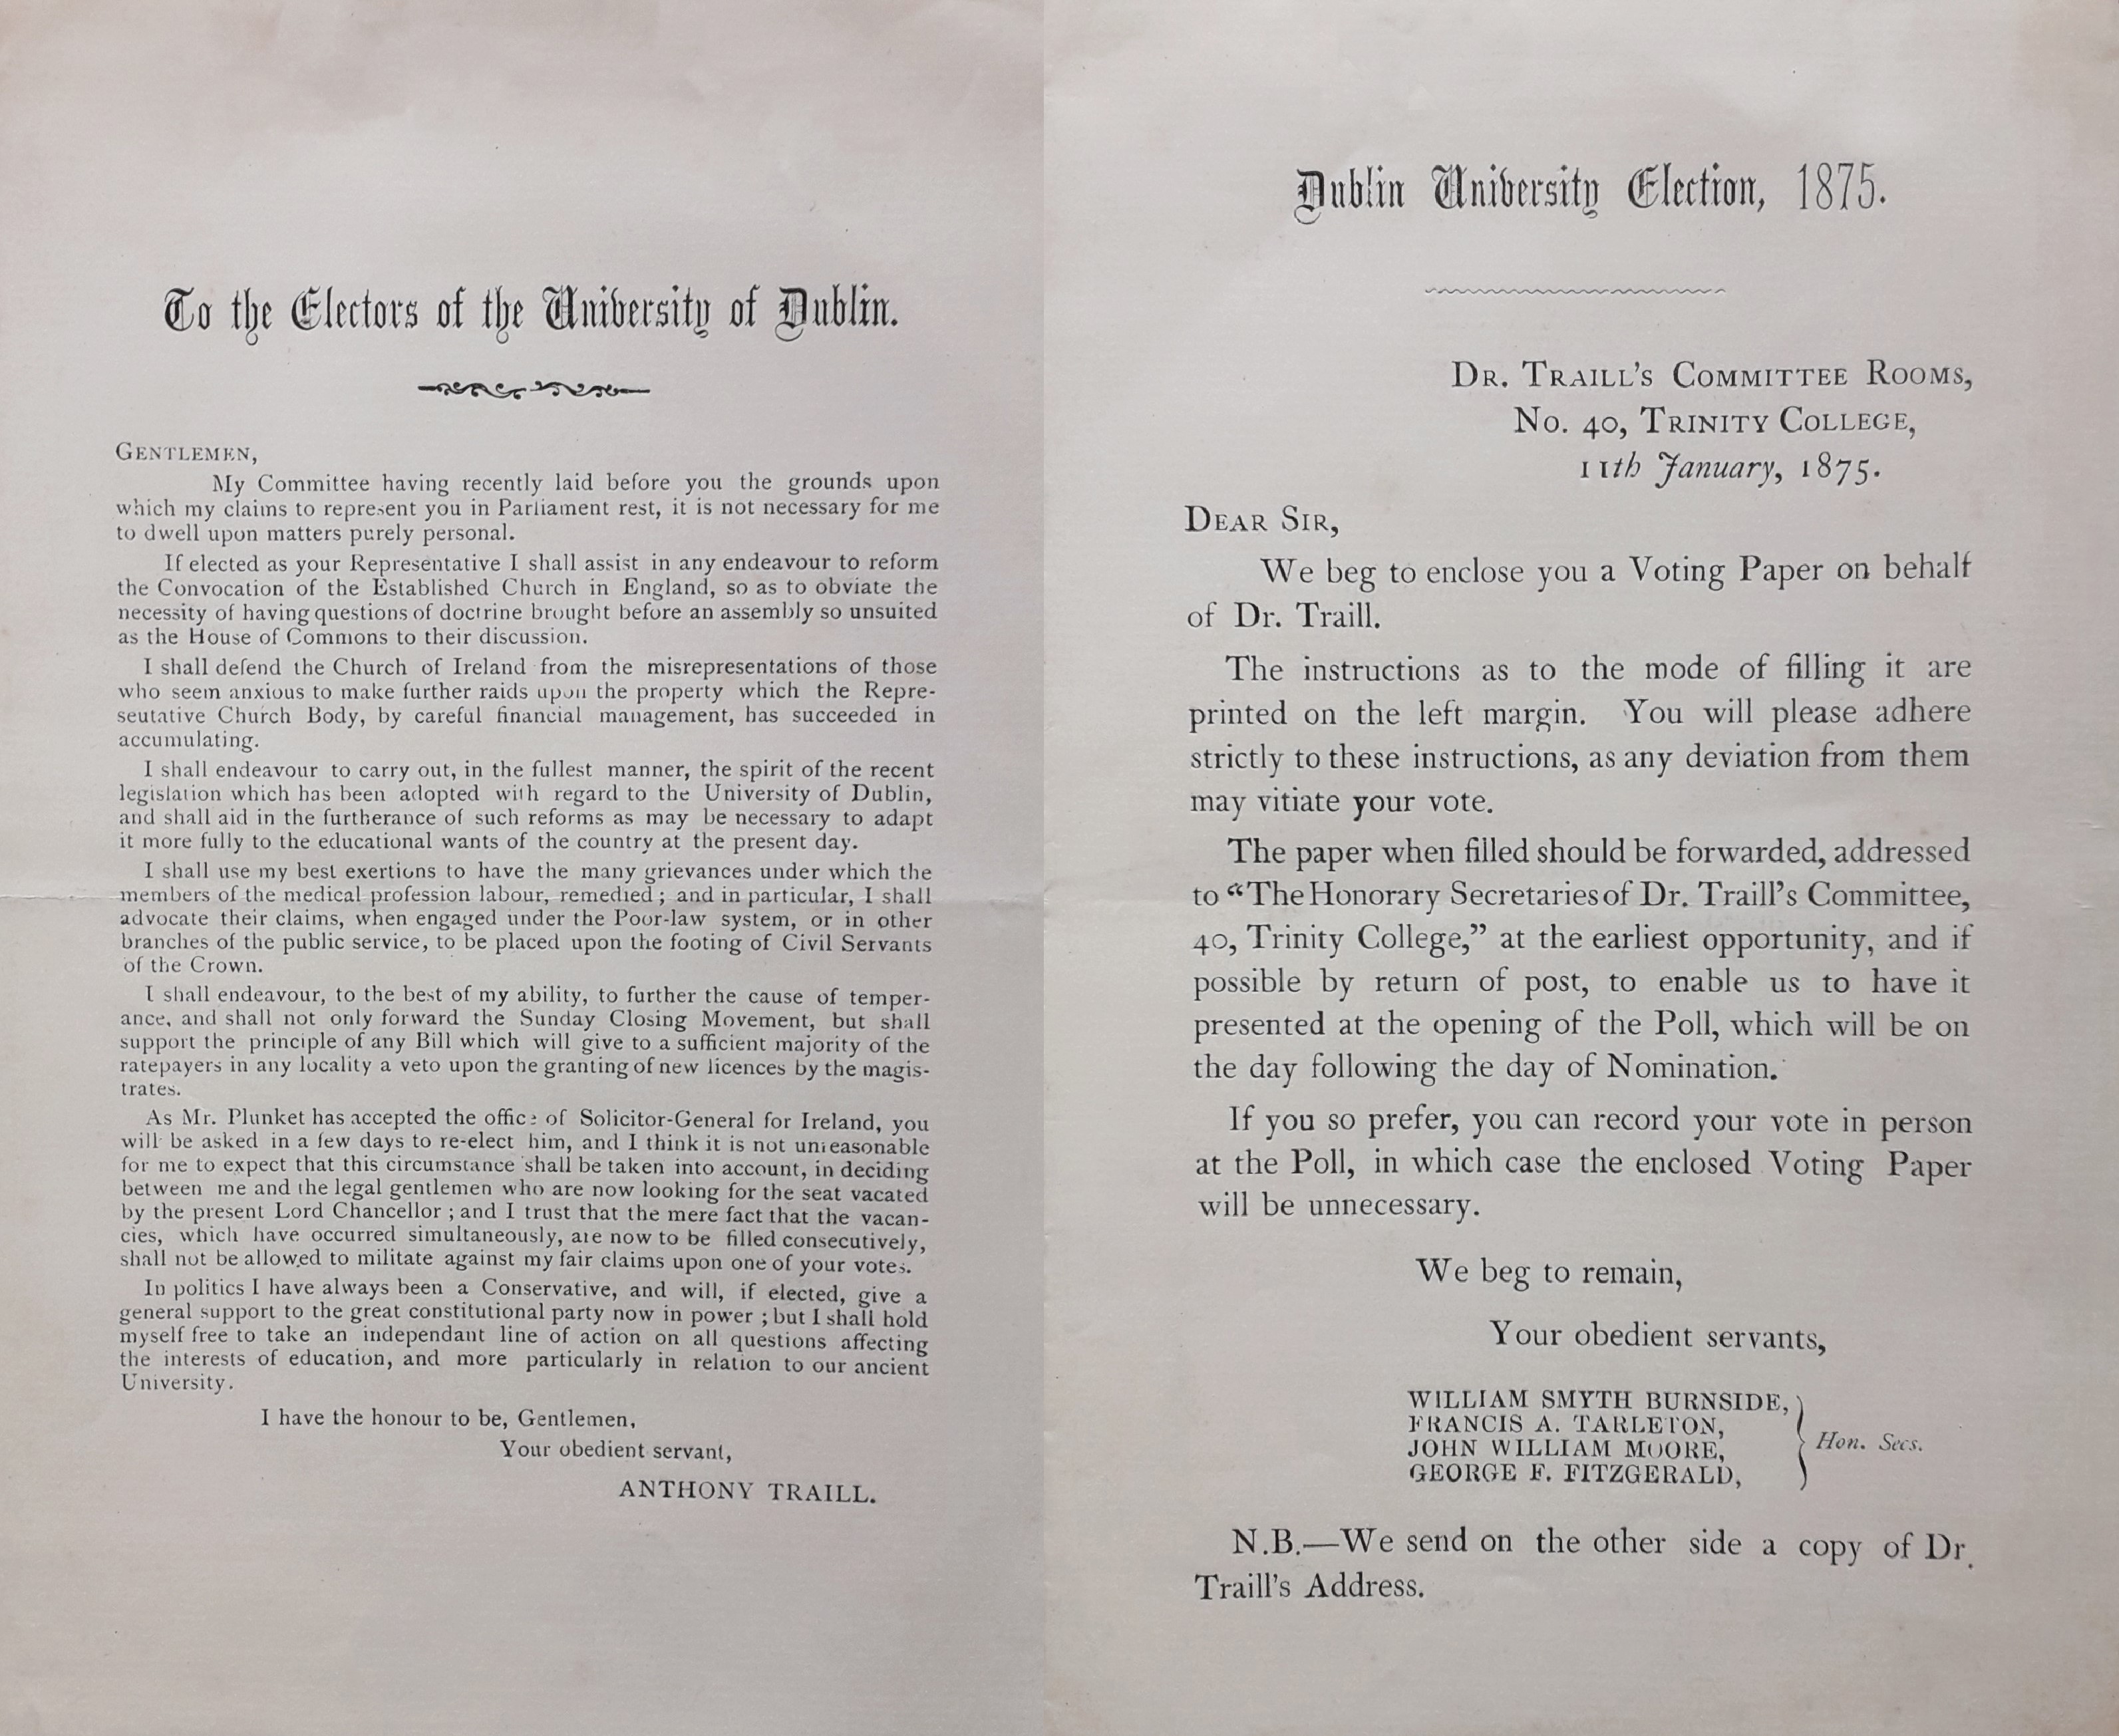 To the Electors of the University of Dublin.
GENTLEMEN,
My Committee having recently laid before you the grounds upon
which my claims to represent you in Parliament rest, it is not necessary for me
to dwell upon matters purely personal.
If elected as your Representative I shall assist in any endeavour to reform
the Convocation of the Established Church in England, so as to obviate the
necessity of having questions of doctrine brought before an assembly so unsuited
as the House of Commons to their discussion.
I shall defend the Church of Ireland from the misrepresentations of those
who seem anxious to make further raids upon the property which the Repre-
seutative Church Body, by careful financial management, has succeeded in
accumulating.
I shall endeavour to carry out, in the fullest manner, the spirit of the recent
legislation which has been adopted with regard to the University of Dublin,
and shall aid in the furtherance of such reforms as may be necessary to adapt
it more fully to the educational wants of the country at the present day.
I shall use my best exertions to have the many grievances under which the
members of the medical profession labour, remedied ; and in particular, I shall
advocate their claims, when engaged under the Poor-law system, or in other
branches of the public service, to be placed upon the footing of Civil Servants
of the Crown.
I shall endeavour, to the best of my ability, to further the cause of temper-
ance, and shall not only forward the Sunday Closing Movement, but shall
support the principle of any Bill which will give to a sufficient majority of the
ratepayers in any locality a veto upon the granting of new licences by the magis-
trates.
As Mr. Plunket has accepted the office of Solicitor-General for Ireland, you
will be asked in a few days to re-elect him, and I think it is not unreasonable
for me to expect that this circumstance shall be taken into account, in deciding
between me and the legal gentlemen who are now looking for the seat vacated
by the present Lord Chancellor ; and I trust that the mere fact that the vacan-
cies, which have occurred simultaneously, are now to be filled consecutively,
shall not be allowed to militate against my fair claims upon one of your votes.
In politics I have always been a Conservative, and will, if elected, give a
general support to the great constitutional party now in power ; but I shall hold
myself free to take an independant line of action on all questions affecting
the interests of education, and more particularly in relation to our ancient
University.
I have the honour to be, Gentlemen,
Your obedient servant,
ANTHONY TRAILL.
Dublin University Election, 1875.
DR. TRAILL'S COMMITTEE ROOMS,
NO. 40, TRINITY COLLEGE,
11th January, 1875.
DEAR SIR,
We beg to enclose you a Voting Paper on behalf
of Dr. Traill.
The instructions as to the mode of filling it are
printed on the left margin. You will please adhere
strictly to these instructions, as any deviation from them
may vitiate your vote.
The paper when filled should be forwarded, addressed
to “The Honorary Secretaries of Dr. Traill's Committee,
40, Trinity College,” at the earliest opportunity, and if
possible by return of post, to enable us to have it
presented at the opening of the Poll, which will be on
the day following the day of Nomination.
If you so prefer, you can record your vote in person
at the Poll, in which case the enclosed Voting Paper
will be unnecessary.
We beg to remain,
Your obedient servants,
WILLIAM SMYTH BURNSIDE,
FRANCIS A. TARLETON,
JOHN WILLIAM MOORE,
GEORGE F. FITZGERALD,
Hon. Secs.
N.B.—We send on the other side a copy of Dr.
Traill's Address.